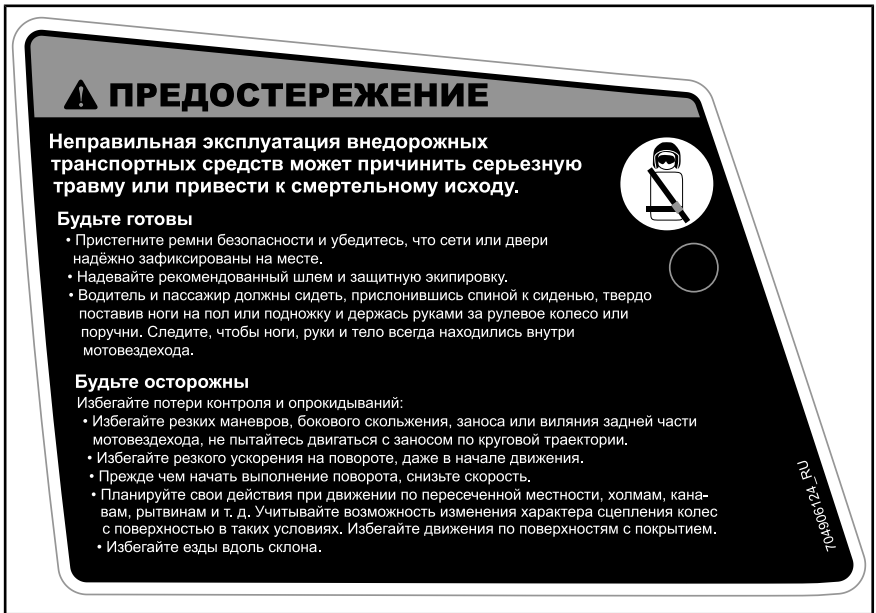 ПРЕДОСТЕРЕЖЕНИЕ
Неправильная эксплуатация внедорожных
транспортных средств может причинить серьезную
травму или привести к смертельному исходу.
Будьте готовы
• Пристегните ремни безопасности и убедитесь, что сети или двери
надёжно зафиксированы на месте.
• Надевайте рекомендованный шлем и защитную экипировку.
• Водитель и пассажир должны сидеть, прислонившись спиной к сиденью, твердо
поставив ноги на пол или подножку и держась руками за рулевое колесо или
поручни. Следите, чтобы ноги, руки и тело всегда находились внутри
мотовездехода.
Будьте осторожны
Избегайте потери контроля и опрокидываний:
• Избегайте резких маневров, бокового скольжения, заноса или виляния задней части
мотовездехода, не пытайтесь двигаться с заносом по круговой траектории.
• Избегайте резкого ускорения на повороте, даже в начале движения.
• Прежде чем начать выполнение поворота, снизьте скорость.
• Планируйте свои действия при движении по пересеченной местности, холмам, кана-
вам, рытвинам и т. д. Учитывайте возможность изменения характера сцепления колес
с поверхностью в таких условиях. Избегайте движения по поверхностям с покрытием.
• Избегайте езды вдоль склона.
704906124_RU